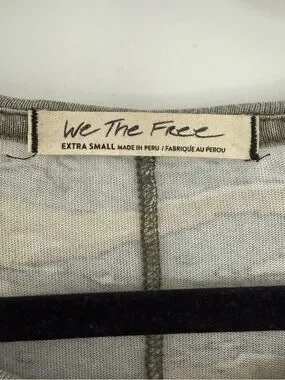 We The Free
EXTRA SMALL MADE IN PERU / FABRIQUÉ AU PEROU